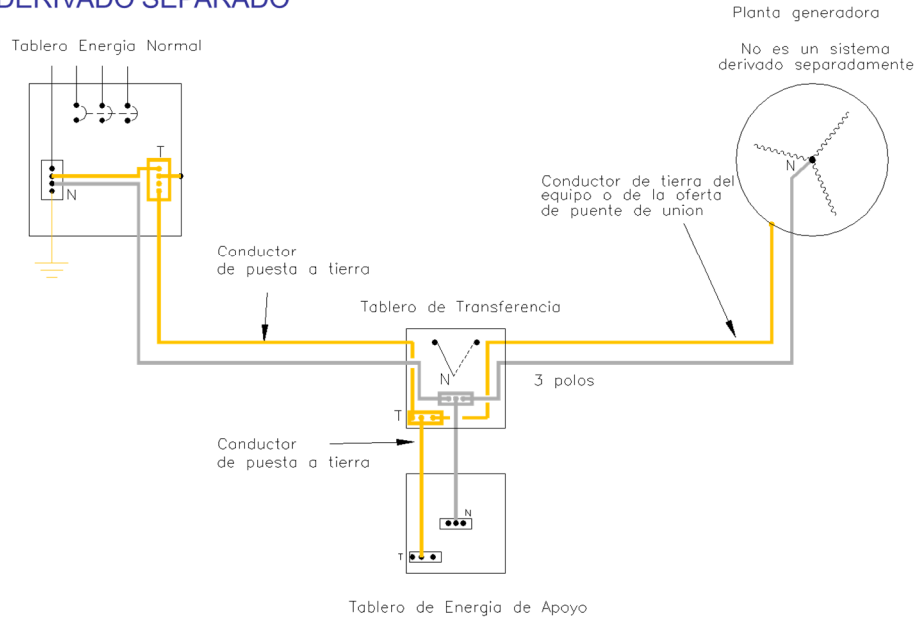 DERIVADO SEPARADO
Planta generadora
Tablero Energia Normal
No es un sistema
derivado separadamente
T
N
N
Conductor de tierra del
equipo o de la oferta
de puente de union
Conductor
de puesta a tierra
Tablero de Transferencia
N
3 polos
T
Conductor
de puesta a tierra
N
T
Tablero de Energia de Apoyo